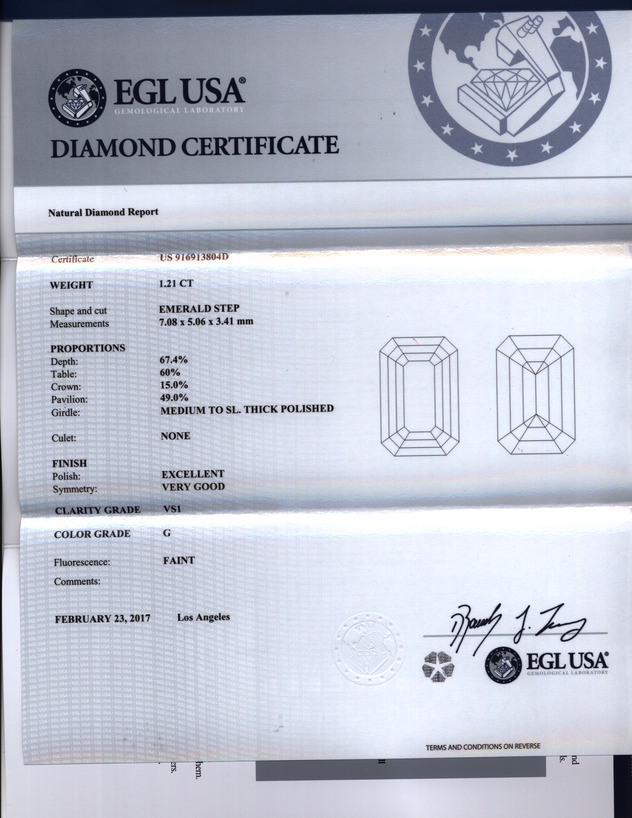 EGL USA®
GEMOLOGICAL LABORATORY
DIAMOND CERTIFICATE
Natural Diamond Report
Certificate US 916913804D
WEIGHT 1.21 CT
Shape and cut EMERALD STEP
Measurements 7.08 x 5.06 x 3.41 mm
PROPORTIONS
Depth: 67.4%
Table: 60%
Crown: 15.0%
Pavilion: 49.0%
Girdle: MEDIUM TO SL. THICK POLISHED
Culet: NONE
FINISH
Polish: EXCELLENT
Symmetry: VERY GOOD
CLARITY GRADE VS1
COLOR GRADE G
Fluorescence: FAINT
Comments:
FEBRUARY 23, 2017 Los Angeles
EGL USA®
GEMOLOGICAL LABORATORY
TERMS AND CONDITIONS ON REVERSE